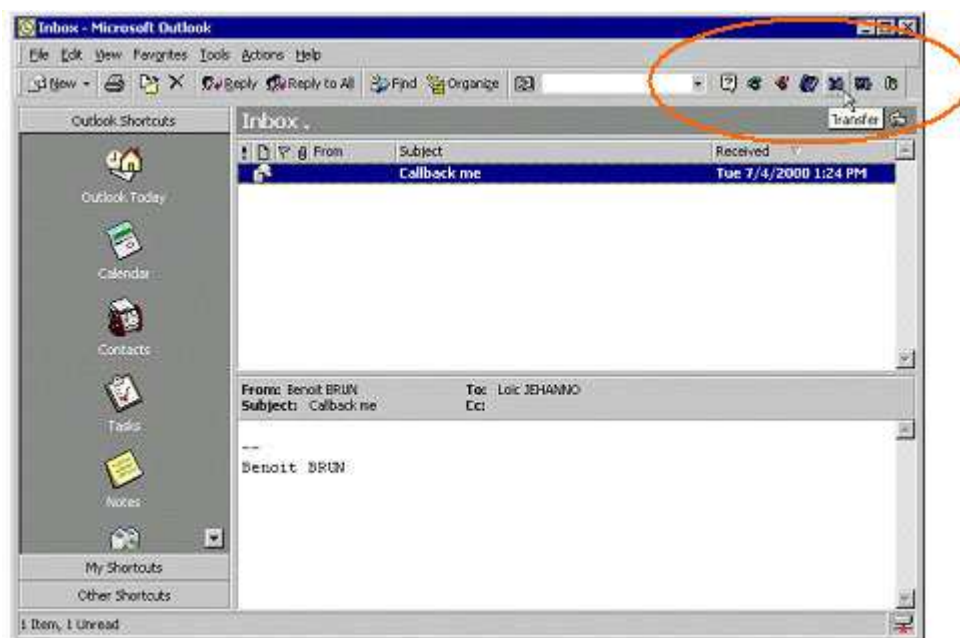 Inbox - Microsoft Outlook
File Edit View Favorites Tools Actions Help
New Reply Reply to All Find Organize
Transfer
Outlook Shortcuts
Inbox .
! From Subject Received
Callback me Tue 7/4/2000 1:24 PM
Outlook Today
Calendar
Contacts
Tasks
Notes
My Shortcuts
Other Shortcuts
From: Benoit BRUN To: Loic JEHANNO
Subject: Callback me Cc:
--
Benoit BRUN
1 Item, 1 Unread